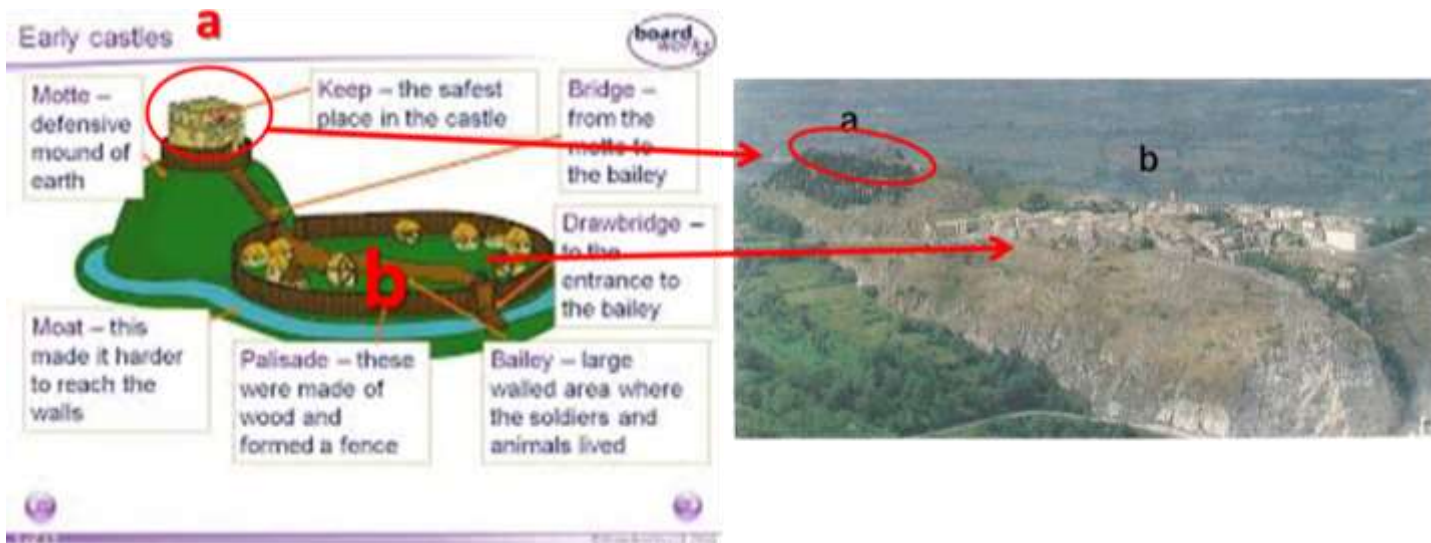 Early castles
a
board
works
Motte –
defensive
mound of
earth
Keep – the safest
place in the castle
Bridge –
from the
motte to
the bailey
Drawbridge –
to the
entrance to
the bailey
b
Moat – this
made it harder
to reach the
walls
Palisade – these
were made of
wood and
formed a fence
Bailey – large
walled area where
the soldiers and
animals lived
a
b